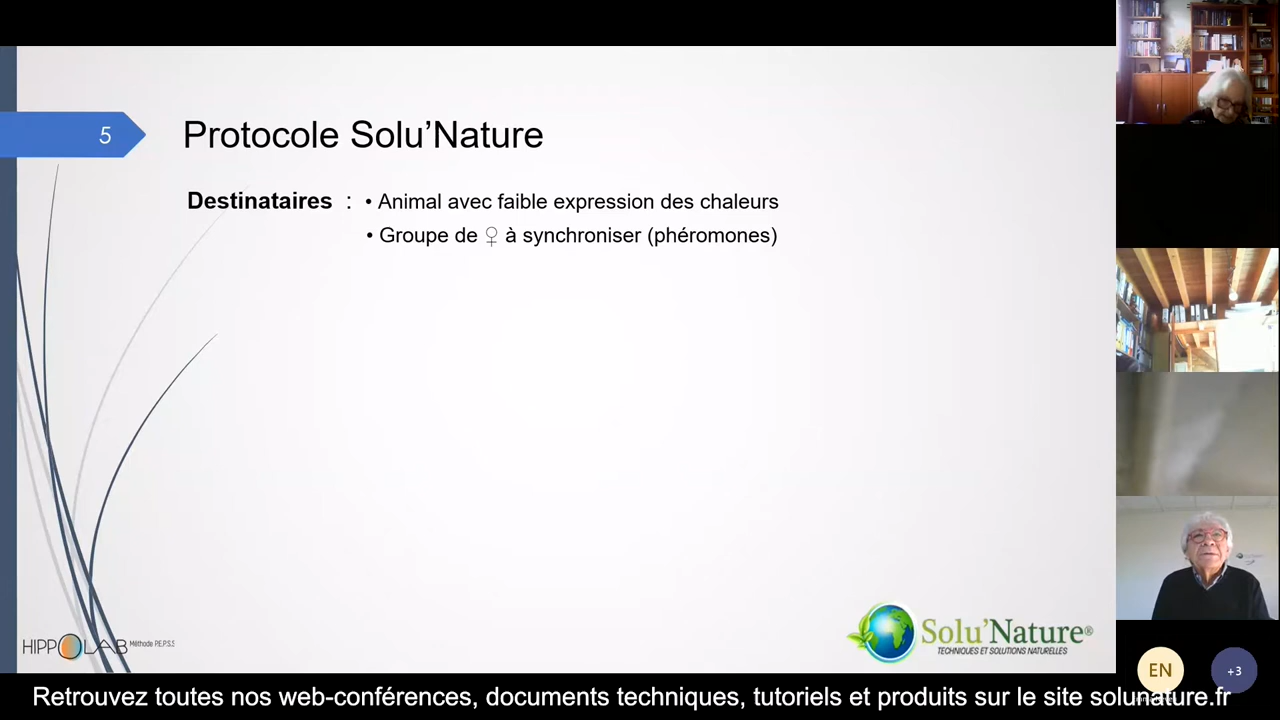 5
Protocole Solu’Nature
Destinataires : • Animal avec faible expression des chaleurs
• Groupe de ♀ à synchroniser (phéromones)
HIPPOLAB Méthode P.E.P.S.S
Solu’Nature®
TECHNIQUES ET SOLUTIONS NATURELLES
EN
+3
Retrouvez toutes nos web-conférences, documents techniques, tutoriels et produits sur le site solunature.fr